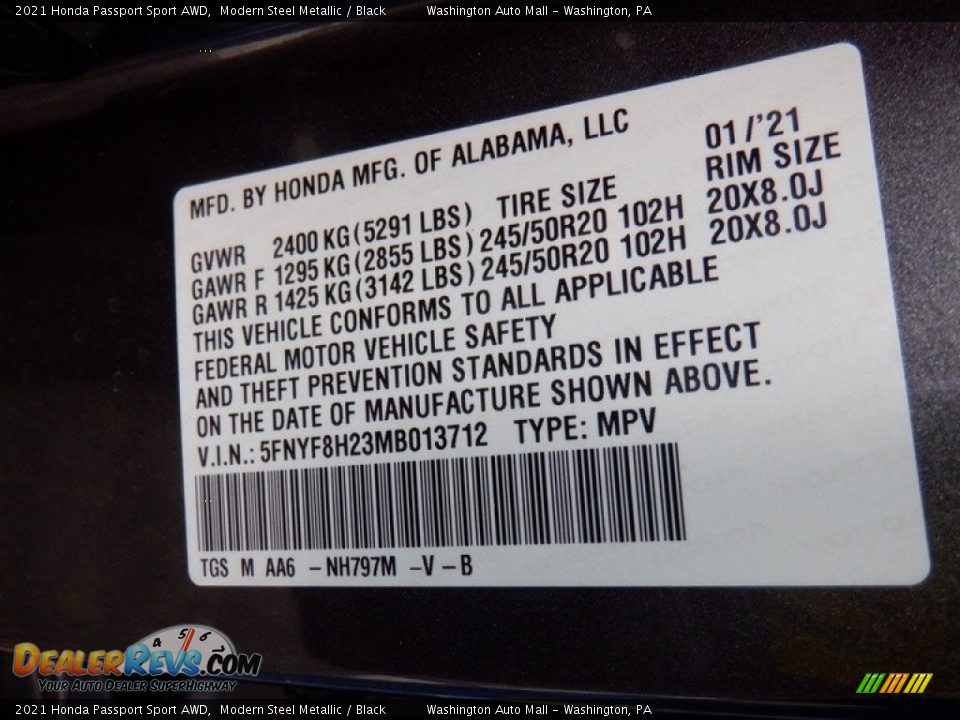 2021 Honda Passport Sport AWD,  Modern Steel Metallic / Black          Washington Auto Mall - Washington, PA
MFD. BY HONDA MFG. OF ALABAMA, LLC 01/'21
GVWR 2400 KG (5291 LBS) TIRE SIZE RIM SIZE
GAWR F 1295 KG (2855 LBS) 245/50R20 102H 20X8.0J
GAWR R 1425 KG (3142 LBS) 245/50R20 102H 20X8.0J
THIS VEHICLE CONFORMS TO ALL APPLICABLE
FEDERAL MOTOR VEHICLE SAFETY
AND THEFT PREVENTION STANDARDS IN EFFECT
ON THE DATE OF MANUFACTURE SHOWN ABOVE.
V.I.N.: 5FNYF8H23MB013712 TYPE: MPV
TGS M AA6 -NH797M -V-B
4 5 6
DEALERREVS.COM
YOUR AUTO DEALER SUPERHIGHWAY
2021 Honda Passport Sport AWD,  Modern Steel Metallic / Black          Washington Auto Mall - Washington, PA